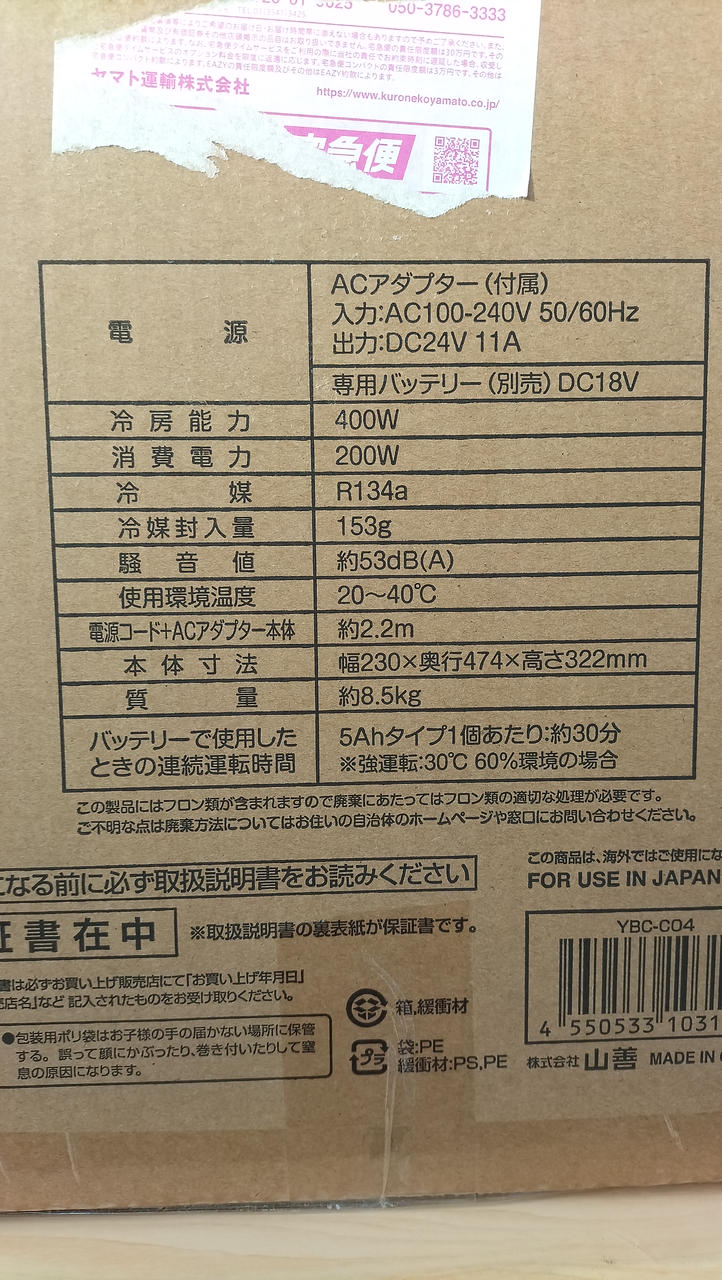 050-3786-3333
ヤマト運輸株式会社
https://www.kuronekoyamato.co.jp/
宅急便
電源
ACアダプター(付属)
入力:AC100-240V 50/60Hz
出力:DC24V 11A
専用バッテリー(別売)DC18V
冷房能力 400W
消費電力 200W
冷媒 R134a
冷媒封入量 153g
騒音値 約53dB(A)
使用環境温度 20〜40℃
電源コード+ACアダプター本体 約2.2m
本体寸法 幅230×奥行474×高さ322mm
質量 約8.5kg
バッテリーで使用した
ときの連続運転時間
5Ahタイプ1個あたり:約30分
※強運転:30℃ 60%環境の場合
この製品にはフロン類が含まれますので廃棄にあたってはフロン類の適切な処理が必要です。
ご不明な点は廃棄方法についてはお住いの自治体のホームページや窓口にお問い合わせください。
になる前に必ず取扱説明書をお読みください
この商品は、海外ではご使用にな
FOR USE IN JAPAN
証書在中
※取扱説明書の裏表紙が保証書です。
書は必ずお買い上げ販売店にて「お買い上げ年月日」
売店名」など 記入されたものをお受け取りください。
●包装用ポリ袋はお子様の手の届かない場所に保管
する。誤って顔にかぶったり、巻き付いたりして窒
息の原因になります。
箱,緩衝材
プラ
袋:PE
緩衝材:PS,PE
YBC-C04
4 550533 1031
株式会社 山善 MADE IN